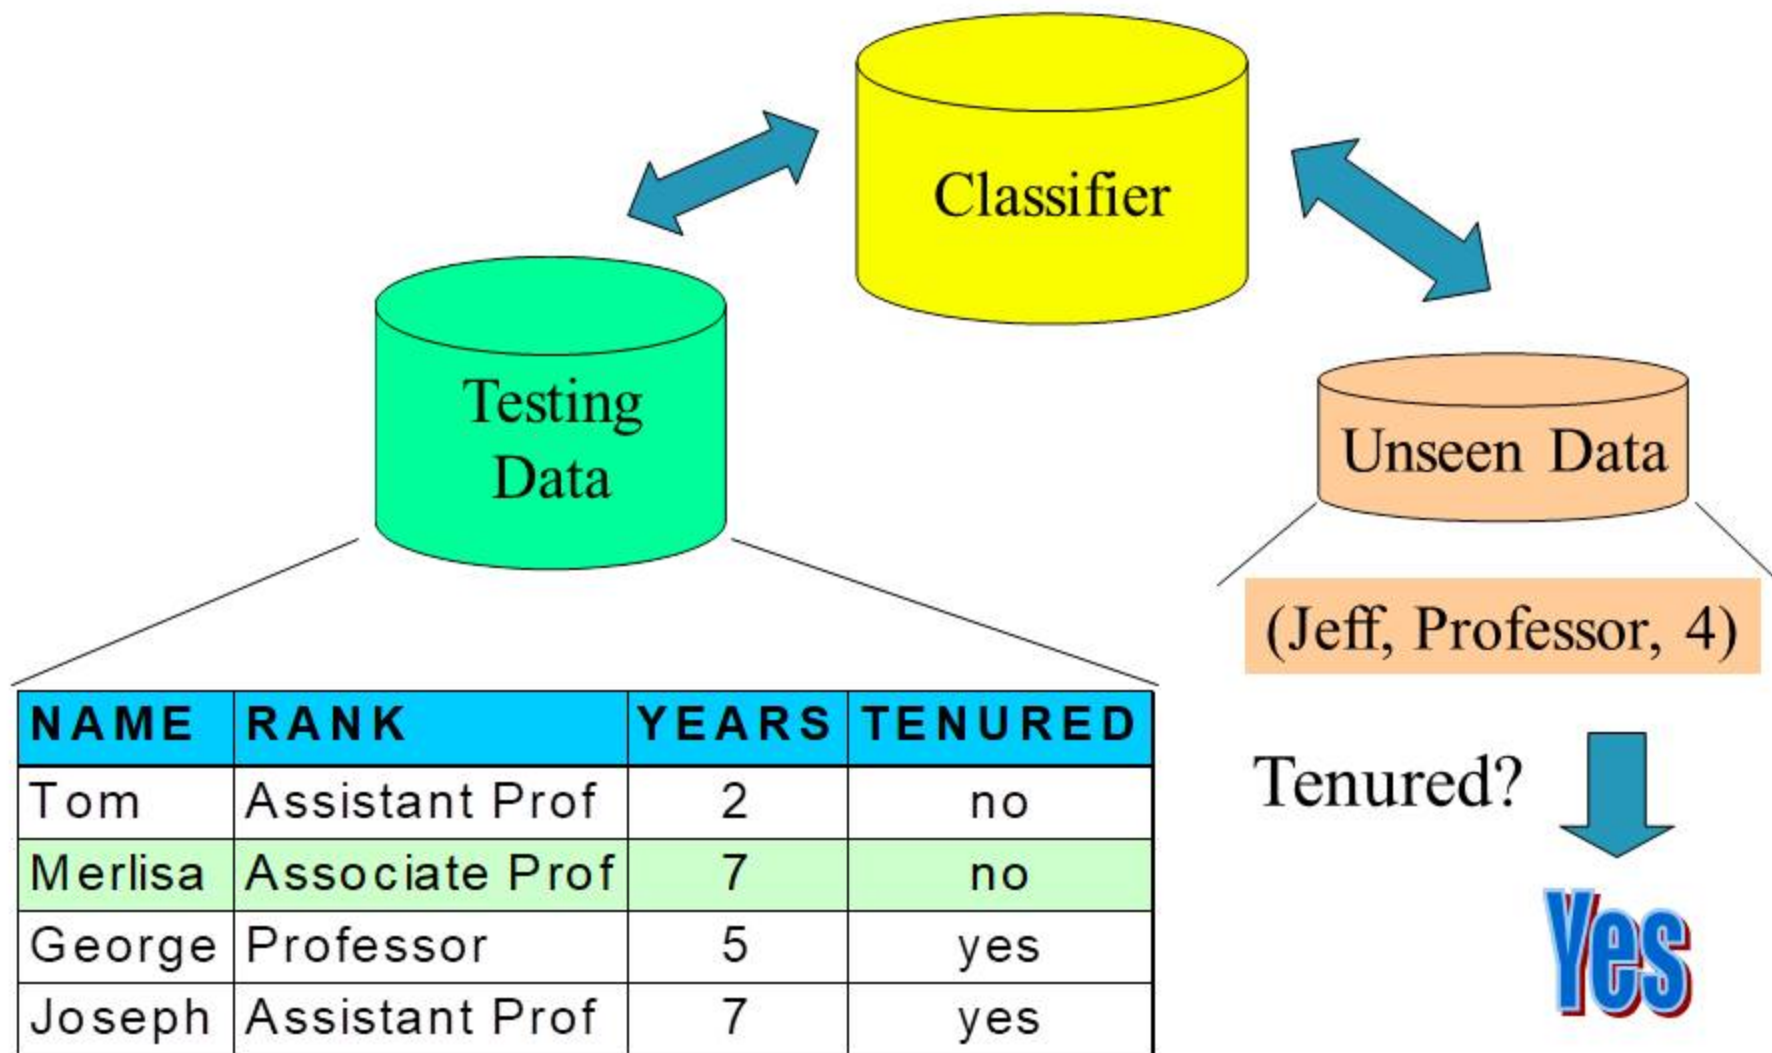 Classifier
Testing
Data
Unseen Data
(Jeff, Professor, 4)
NAME RANK YEARS TENURED
Tom Assistant Prof 2 no
Merlisa Associate Prof 7 no
George Professor 5 yes
Joseph Assistant Prof 7 yes
Tenured?
Yes